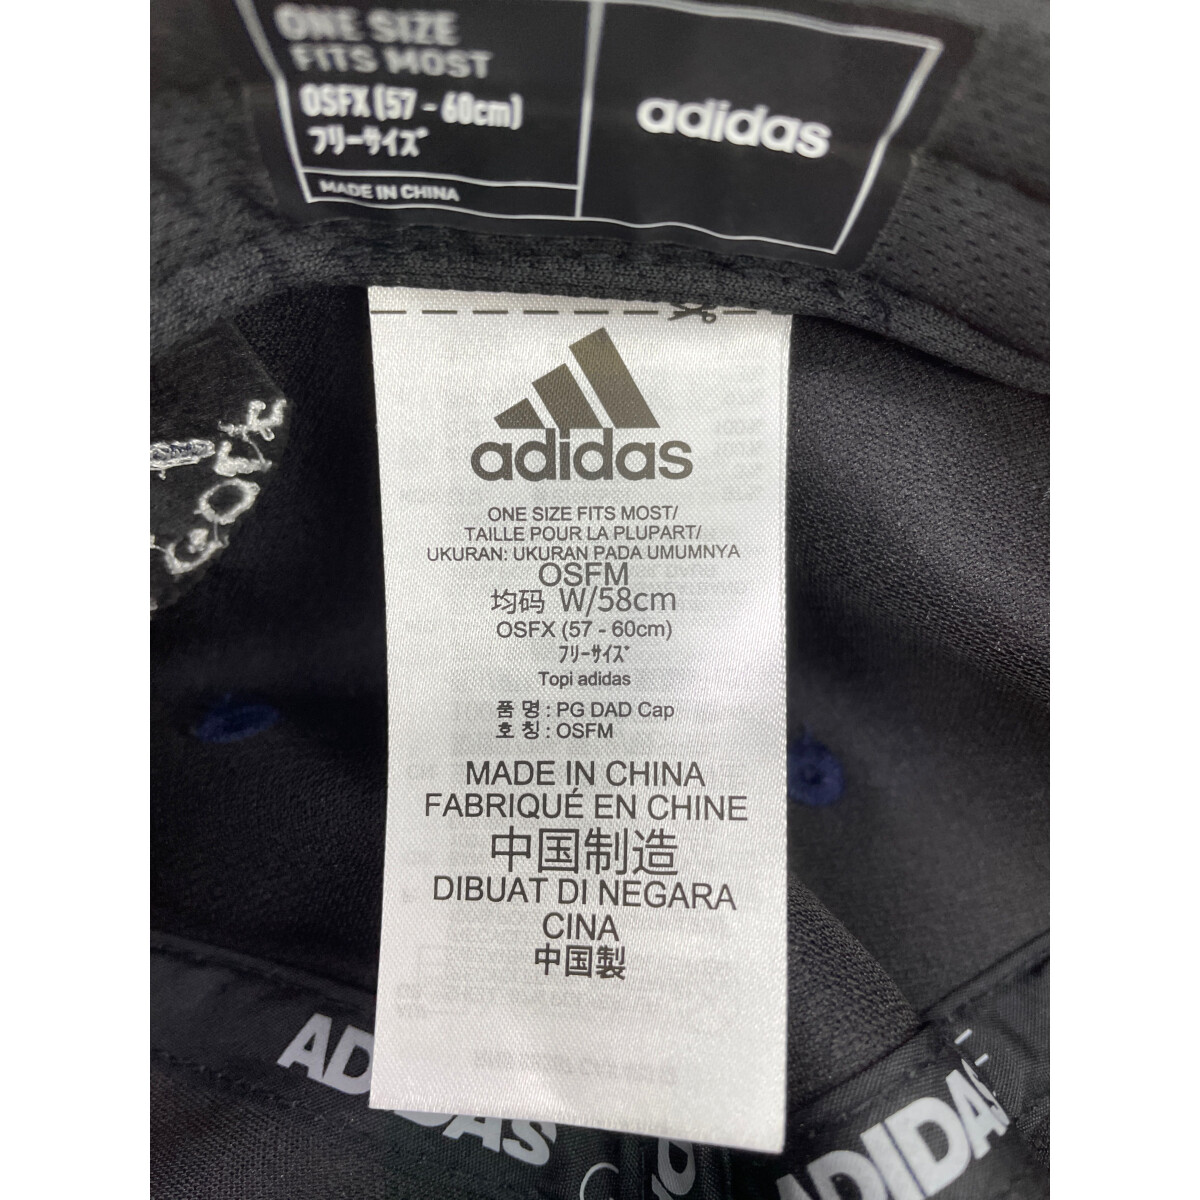 ONE SIZE
FITS MOST
OSFX (57 - 60cm)
フリーサイズ
MADE IN CHINA
adidas
adidas
ONE SIZE FITS MOST/
TAILLE POUR LA PLUPART/
UKURAN: UKURAN PADA UMUMNYA
OSFM
均码 W/58cm
OSFX (57 - 60cm)
フリーサイズ
Topi adidas
품 명 : PG DAD Cap
호 칭 : OSFM
MADE IN CHINA
FABRIQUÉ EN CHINE
中国制造
DIBUAT DI NEGARA
CINA
中国製
ADIDAS
ADIDAS